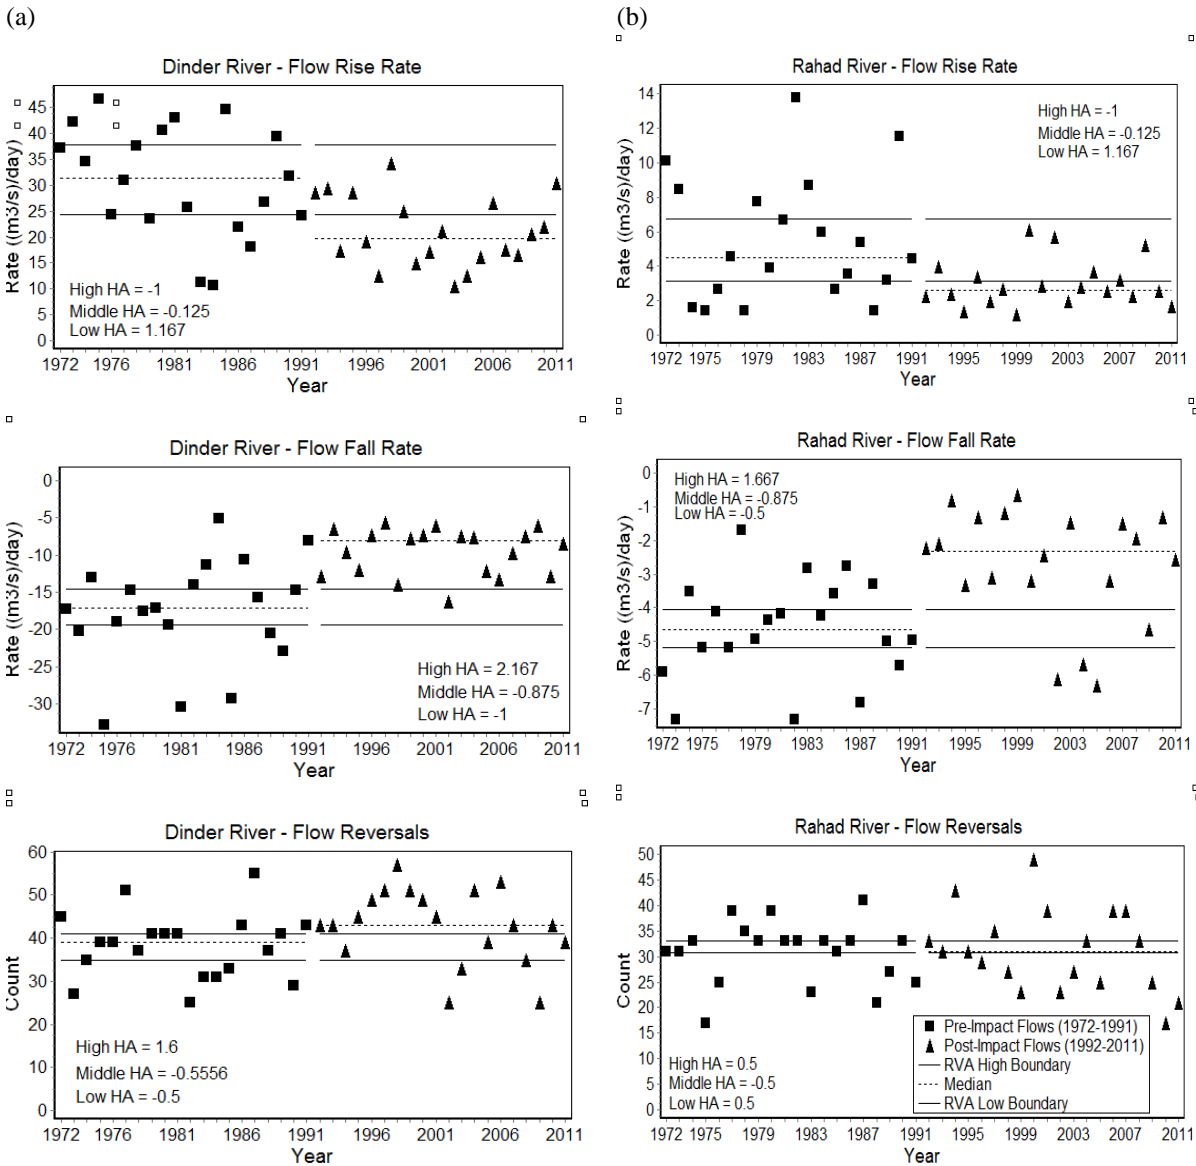 (a)
Dinder River - Flow Rise Rate
Rate ((m3/s)/day)
45
40
35
30
25
20
15
10
5
0
High HA = -1
Middle HA = -0.125
Low HA = 1.167
1972 1976 1981 1986 1991 1996 2001 2006 2011
Year
Dinder River - Flow Fall Rate
Rate ((m3/s)/day)
0
-5
-10
-15
-20
-25
-30
High HA = 2.167
Middle HA = -0.875
Low HA = -1
1972 1976 1981 1986 1991 1996 2001 2006 2011
Year
Dinder River - Flow Reversals
Count
60
50
40
30
20
10
0
High HA = 1.6
Middle HA = -0.5556
Low HA = -0.5
1972 1976 1981 1986 1991 1996 2001 2006 2011
Year
(b)
Rahad River - Flow Rise Rate
Rate ((m3/s)/day)
14
12
10
8
6
4
2
0
High HA = -1
Middle HA = -0.125
Low HA = 1.167
1972 1975 1979 1983 1987 1991 1995 1999 2003 2007 2011
Year
Rahad River - Flow Fall Rate
Rate ((m3/s)/day)
0
-1
-2
-3
-4
-5
-6
-7
High HA = 1.667
Middle HA = -0.875
Low HA = -0.5
1972 1975 1979 1983 1987 1991 1995 1999 2003 2007 2011
Year
Rahad River - Flow Reversals
Count
50
45
40
35
30
25
20
15
10
5
0
High HA = 0.5
Middle HA = -0.5
Low HA = 0.5
Pre-Impact Flows (1972-1991)
Post-Impact Flows (1992-2011)
RVA High Boundary
Median
RVA Low Boundary
1972 1975 1979 1983 1987 1991 1995 1999 2003 2007 2011
Year